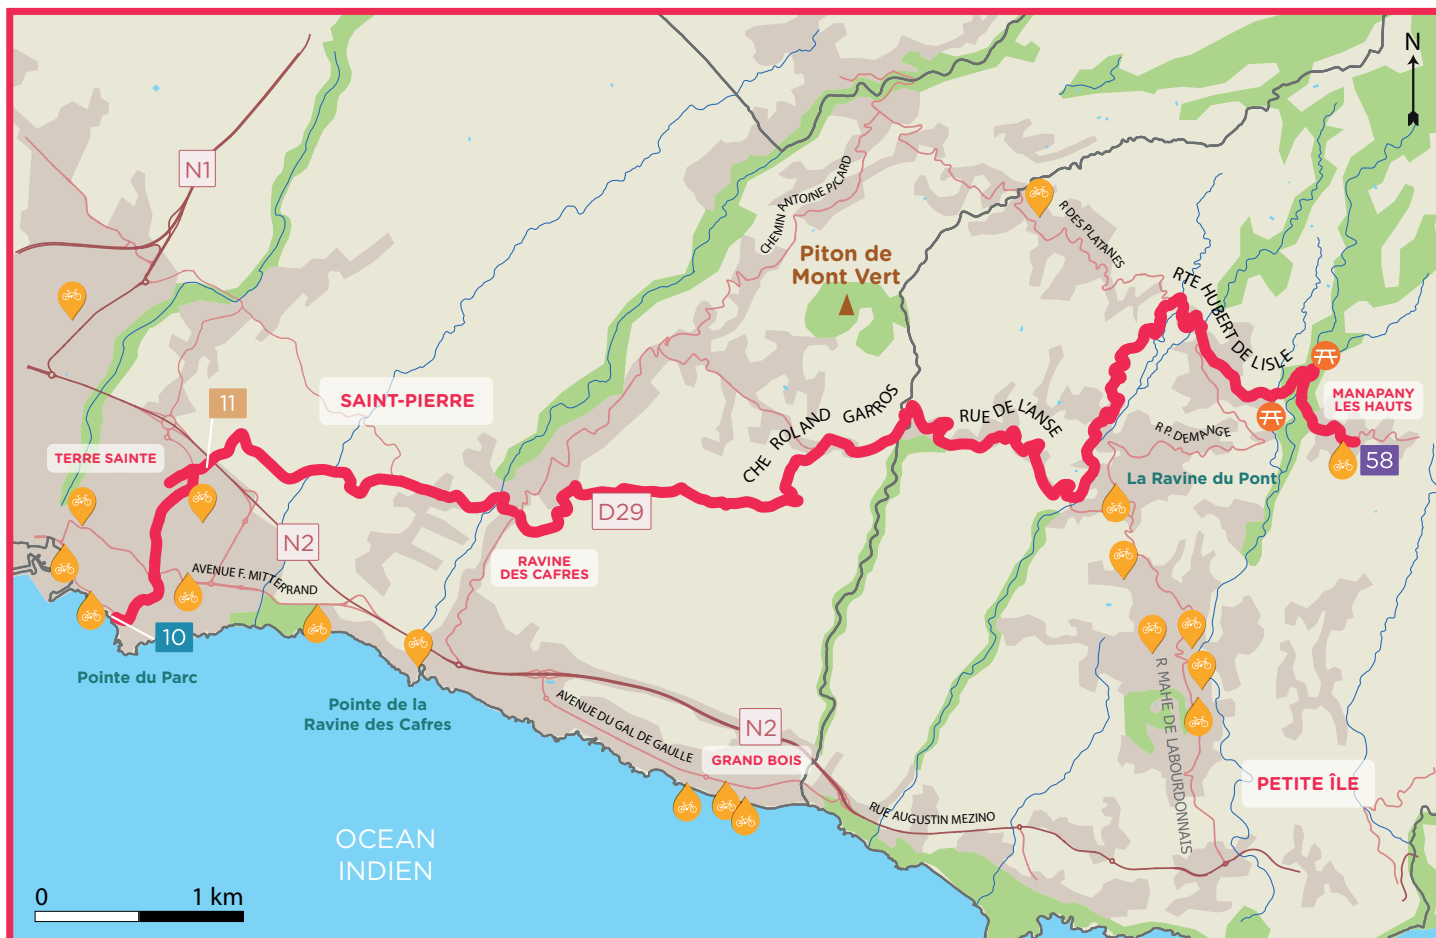 N
N1
CHEMIN ANTOINE PICARD
R DES PLATANES
Piton de
Mont Vert
RTE HUBERT DE LISLE
11
SAINT-PIERRE
CHE ROLAND GARROS
RUE DE L'ANSE
MANAPANY
LES HAUTS
R P. DEMANGE
TERRE SAINTE
58
La Ravine du Pont
D29
N2
RAVINE
DES CAFRES
AVENUE F. MITTERRAND
10
Pointe du Parc
Pointe de la
Ravine des Cafres
AVENUE DU GAL DE GAULLE
N2
GRAND BOIS
R MAHE DE LABOURDONNAIS
PETITE ÎLE
RUE AUGUSTIN MEZINO
OCEAN
INDIEN
0 1 km